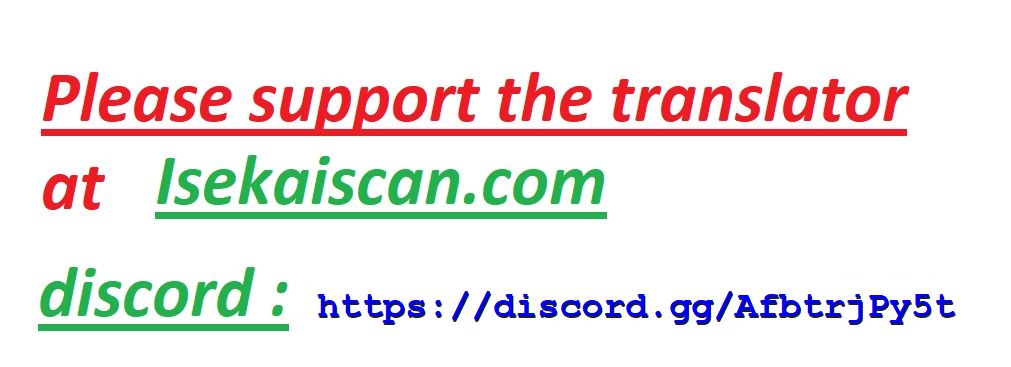 Please support the translator
at Isekaiscan.com
discord : https://discord.gg/AfbtrjPy5t